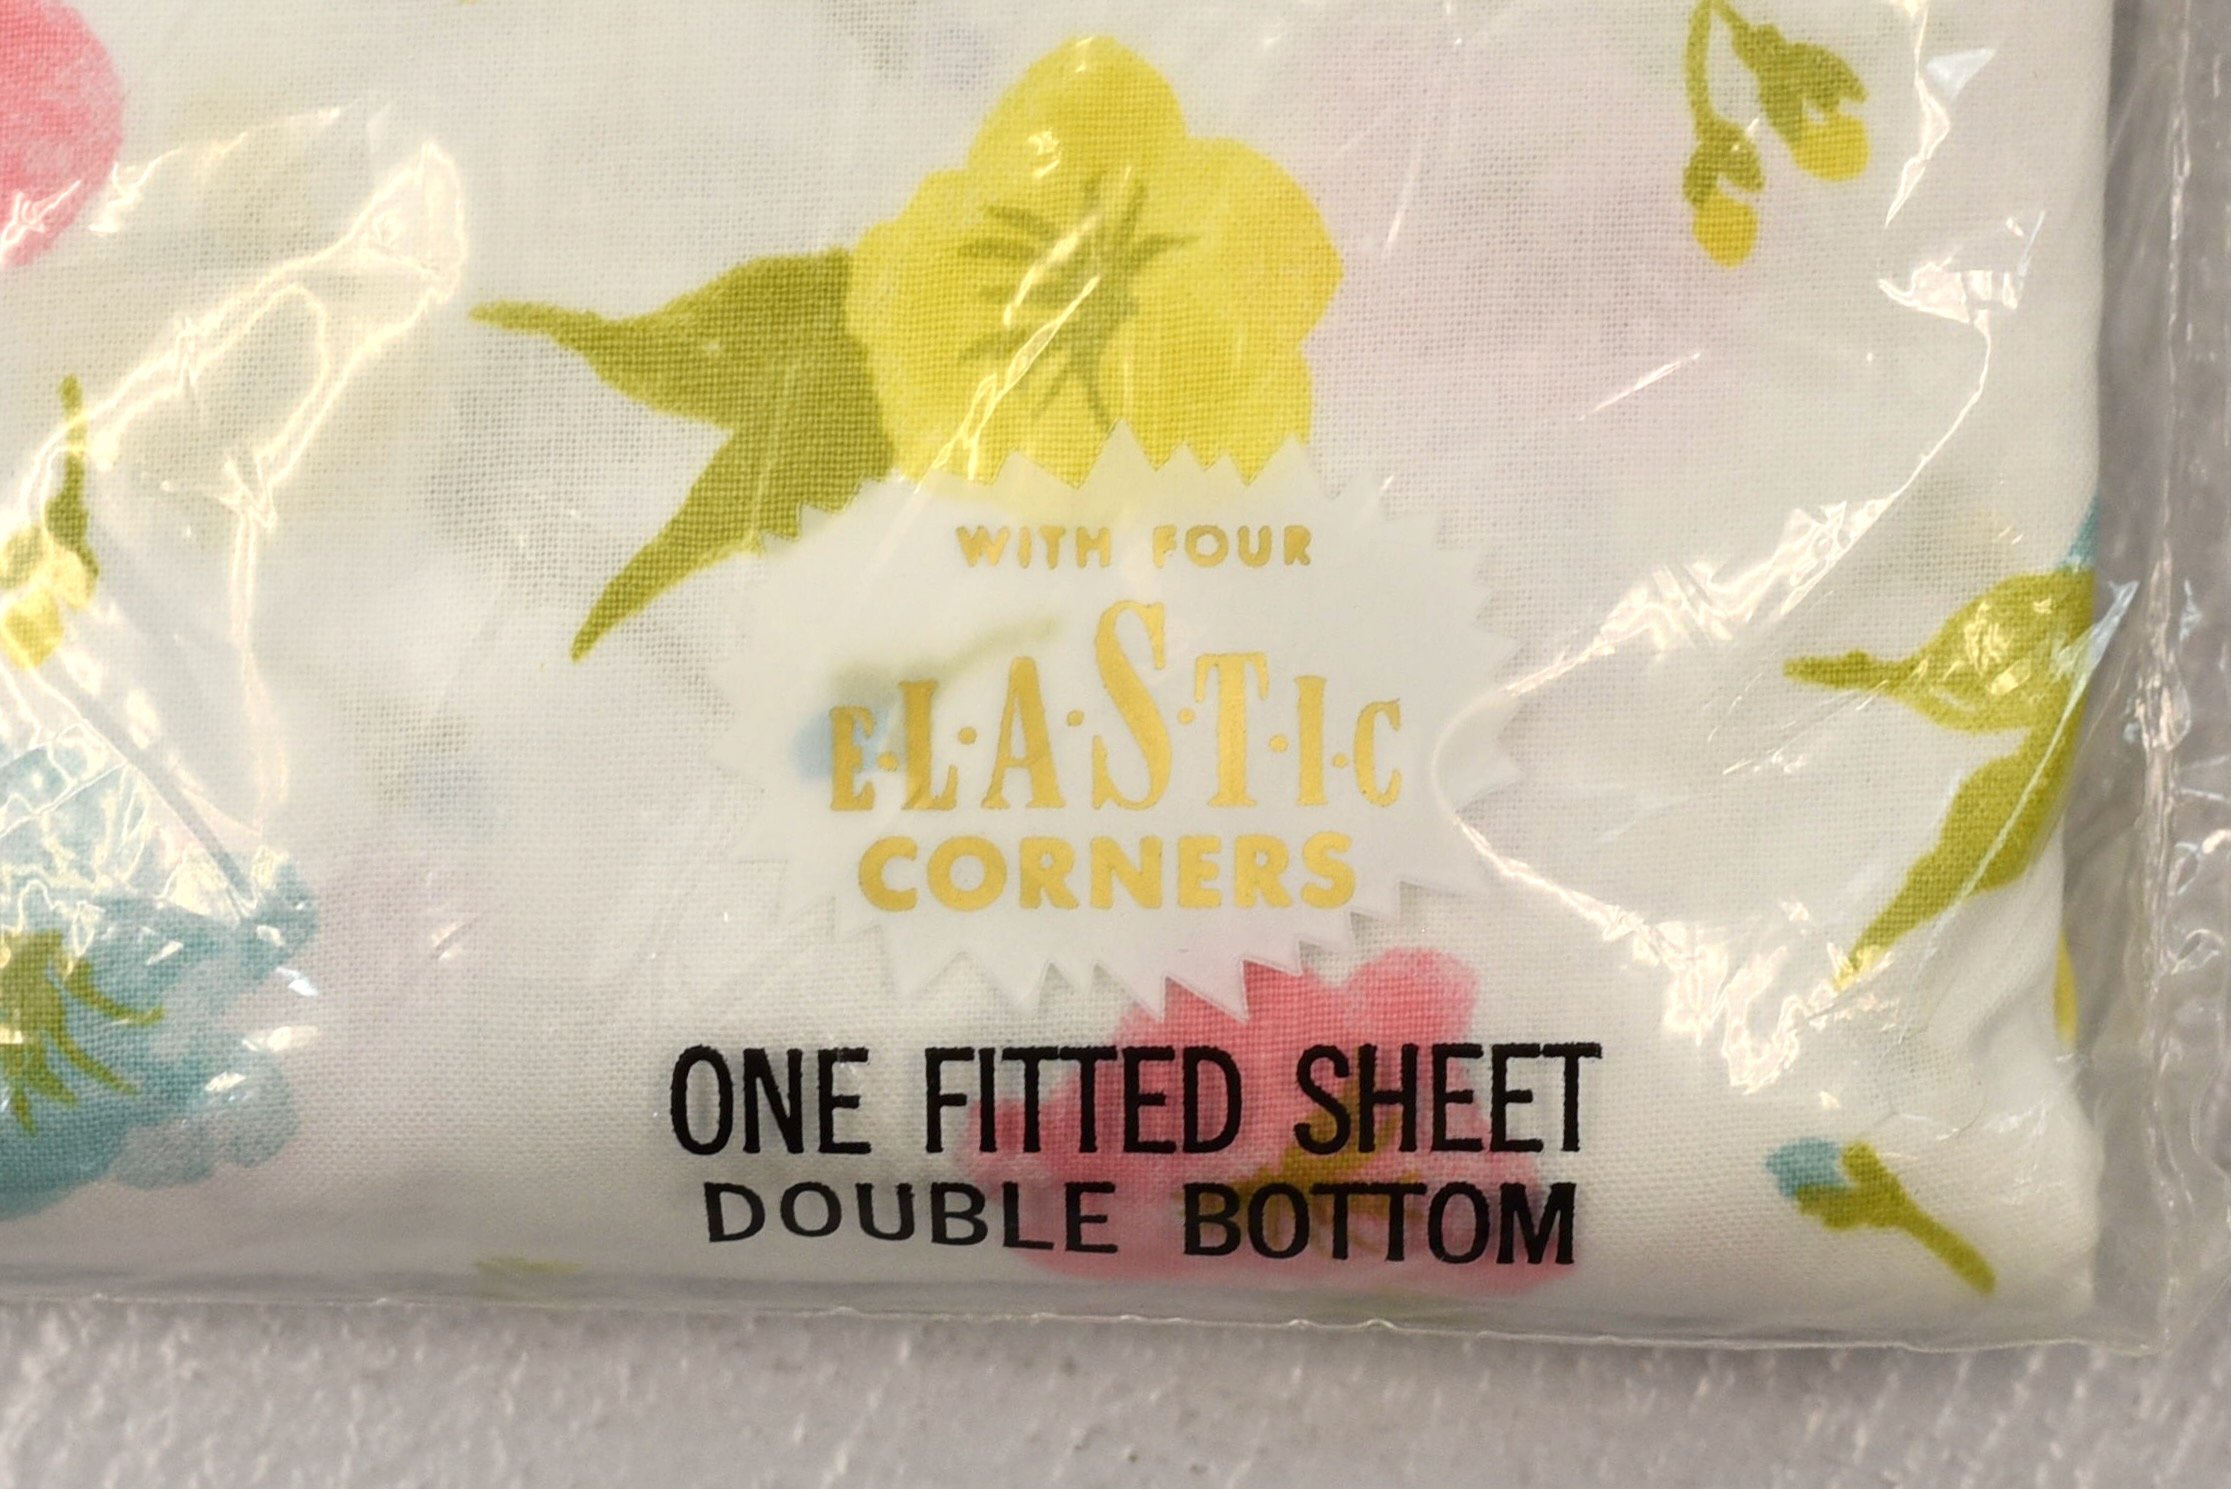 WITH FOUR
E·L·A·S·T·I·C
CORNERS
ONE FITTED SHEET
DOUBLE BOTTOM